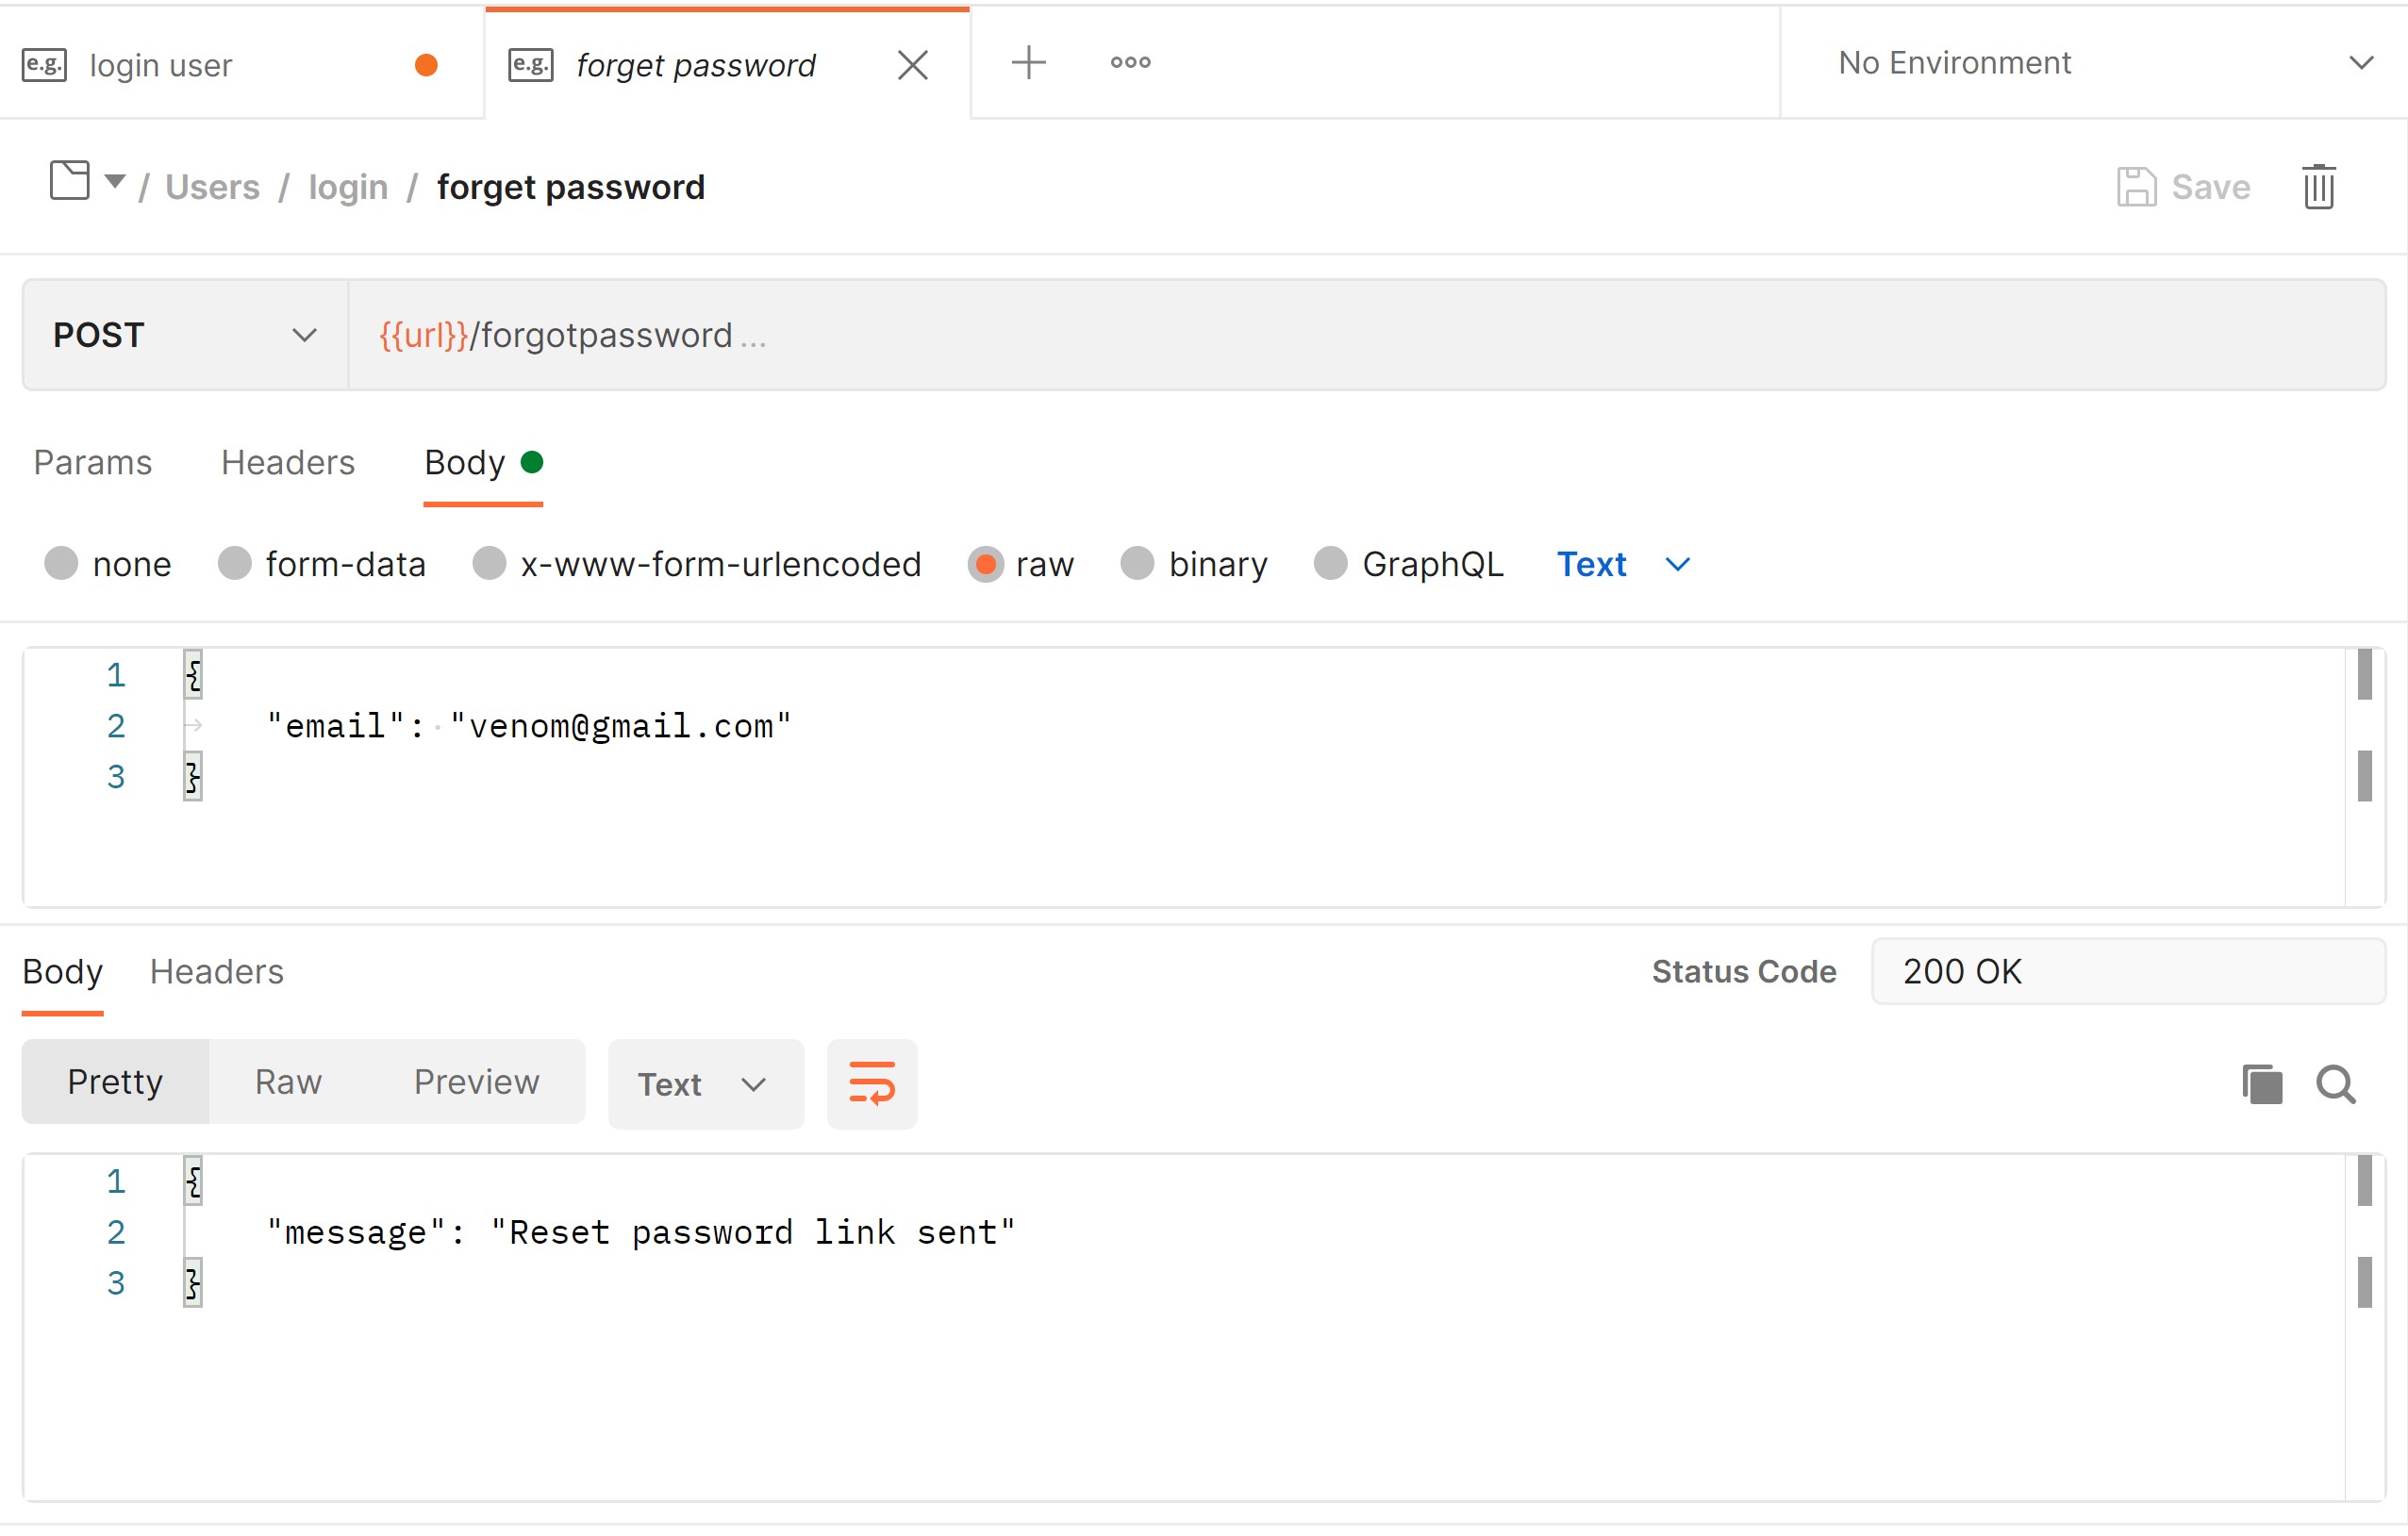 e.g. login user e.g. forget password No Environment
/ Users / login / forget password Save
POST {{url}}/forgotpassword ...
Params Headers Body
none form-data x-www-form-urlencoded raw binary GraphQL Text
1 {
2 "email": "venom@gmail.com"
3 }
Body Headers Status Code 200 OK
Pretty Raw Preview Text
1 {
2 "message": "Reset password link sent"
3 }